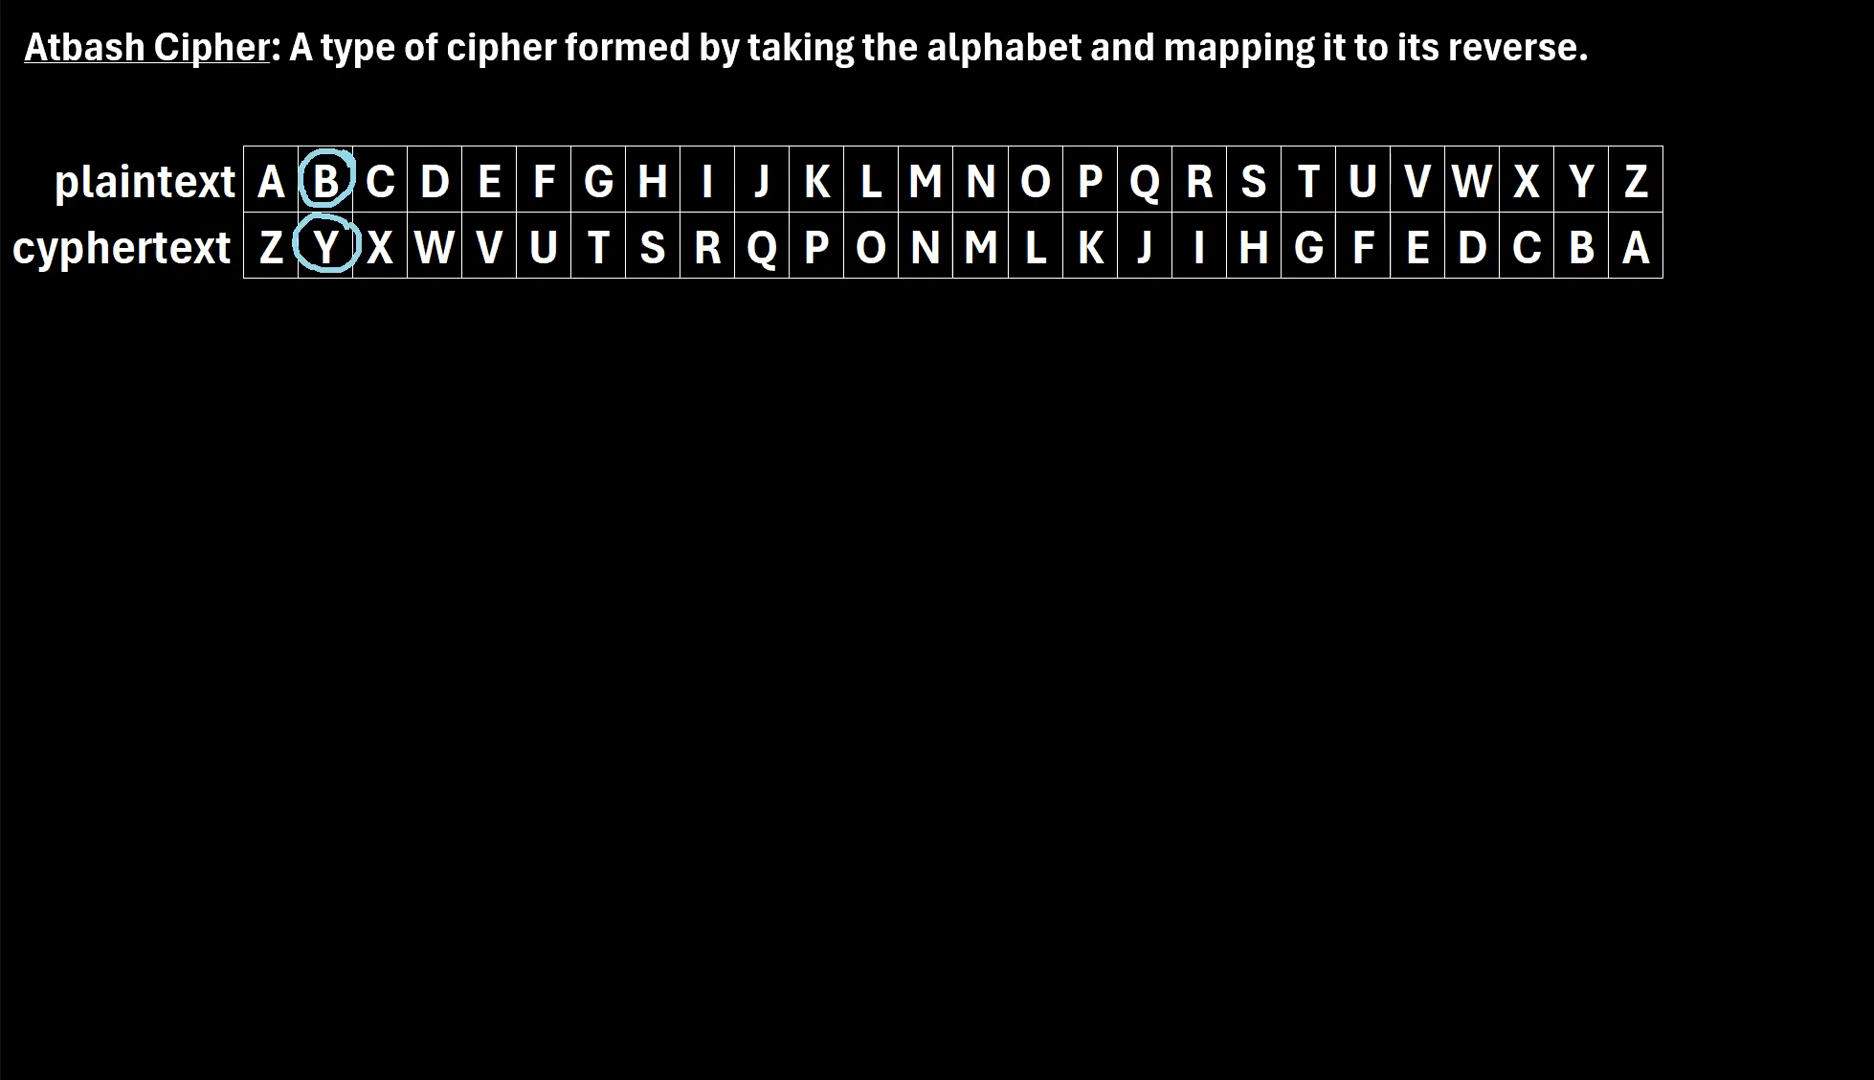 Atbash Cipher: A type of cipher formed by taking the alphabet and mapping it to its reverse.
plaintext A B C D E F G H I J K L M N O P Q R S T U V W X Y Z
cyphertext Z Y X W V U T S R Q P O N M L K J I H G F E D C B A